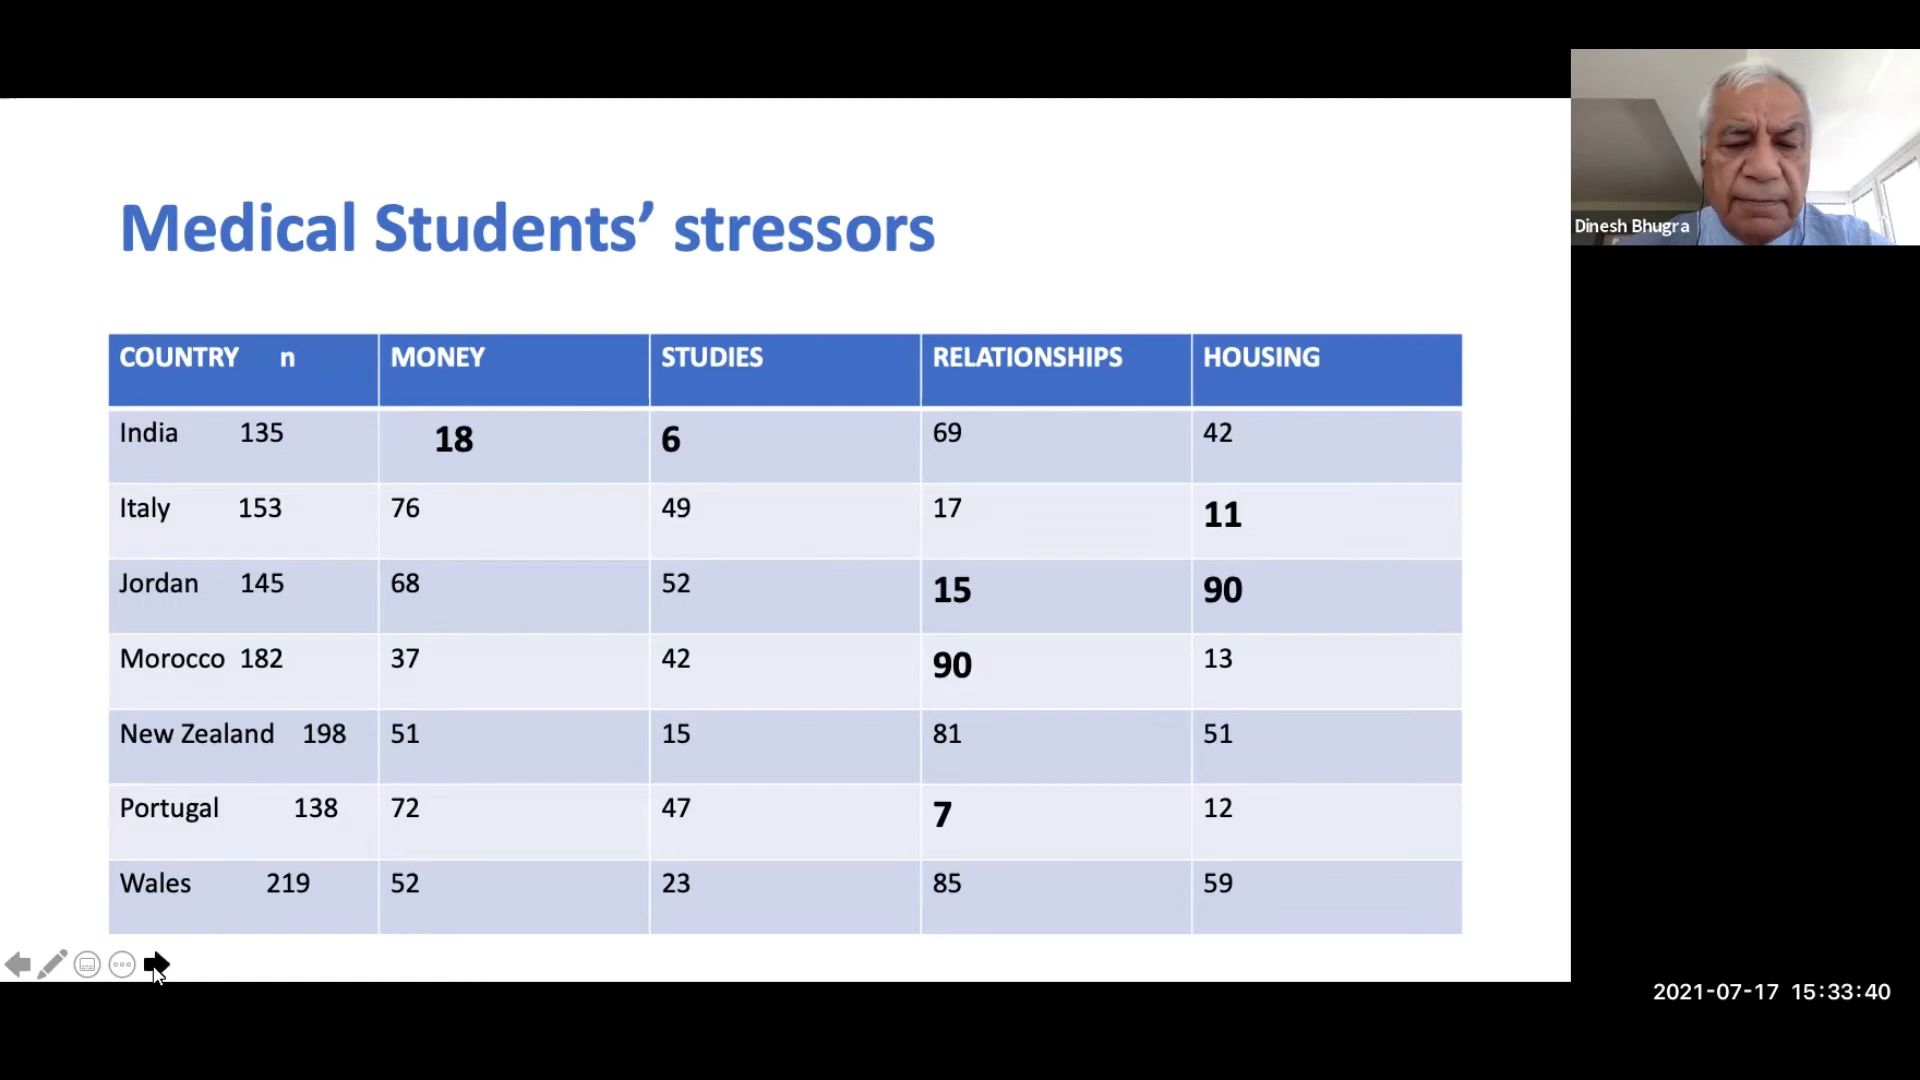 Medical Students’ stressors
COUNTRY n MONEY STUDIES RELATIONSHIPS HOUSING
India 135 18 6 69 42
Italy 153 76 49 17 11
Jordan 145 68 52 15 90
Morocco 182 37 42 90 13
New Zealand 198 51 15 81 51
Portugal 138 72 47 7 12
Wales 219 52 23 85 59
Dinesh Bhugra
2021-07-17 15:33:40